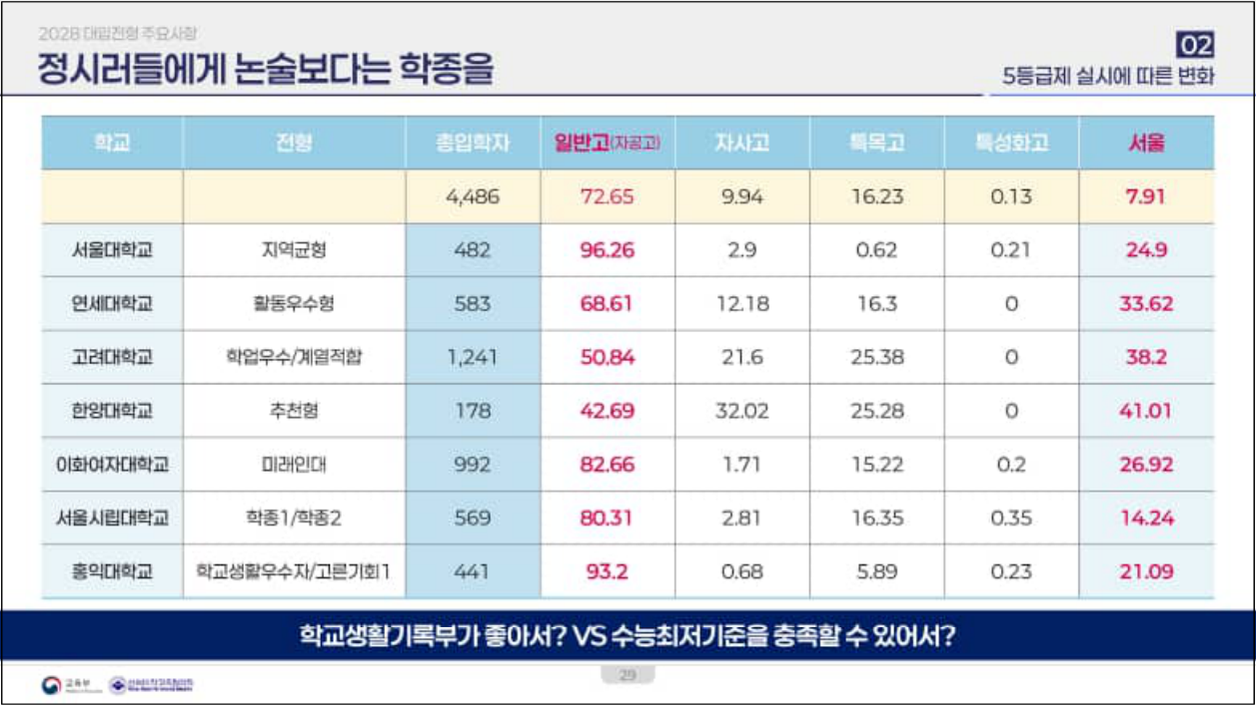 2028 대입전형 주요사항
정시러들에게 논술보다는 학종을
02
5등급제 실시에 따른 변화
학교 전형 총입학자 일반고(자공고) 자사고 특목고 특성화고 서울
4,486 72.65 9.94 16.23 0.13 7.91
서울대학교 지역균형 482 96.26 2.9 0.62 0.21 24.9
연세대학교 활동우수형 583 68.61 12.18 16.3 0 33.62
고려대학교 학업우수/계열적합 1,241 50.84 21.6 25.38 0 38.2
한양대학교 추천형 178 42.69 32.02 25.28 0 41.01
이화여자대학교 미래인대 992 82.66 1.71 15.22 0.2 26.92
서울시립대학교 학종1/학종2 569 80.31 2.81 16.35 0.35 14.24
홍익대학교 학교생활우수자/고른기회1 441 93.2 0.68 5.89 0.23 21.09
학교생활기록부가 좋아서? VS 수능최저기준을 충족할 수 있어서?
29
교육부